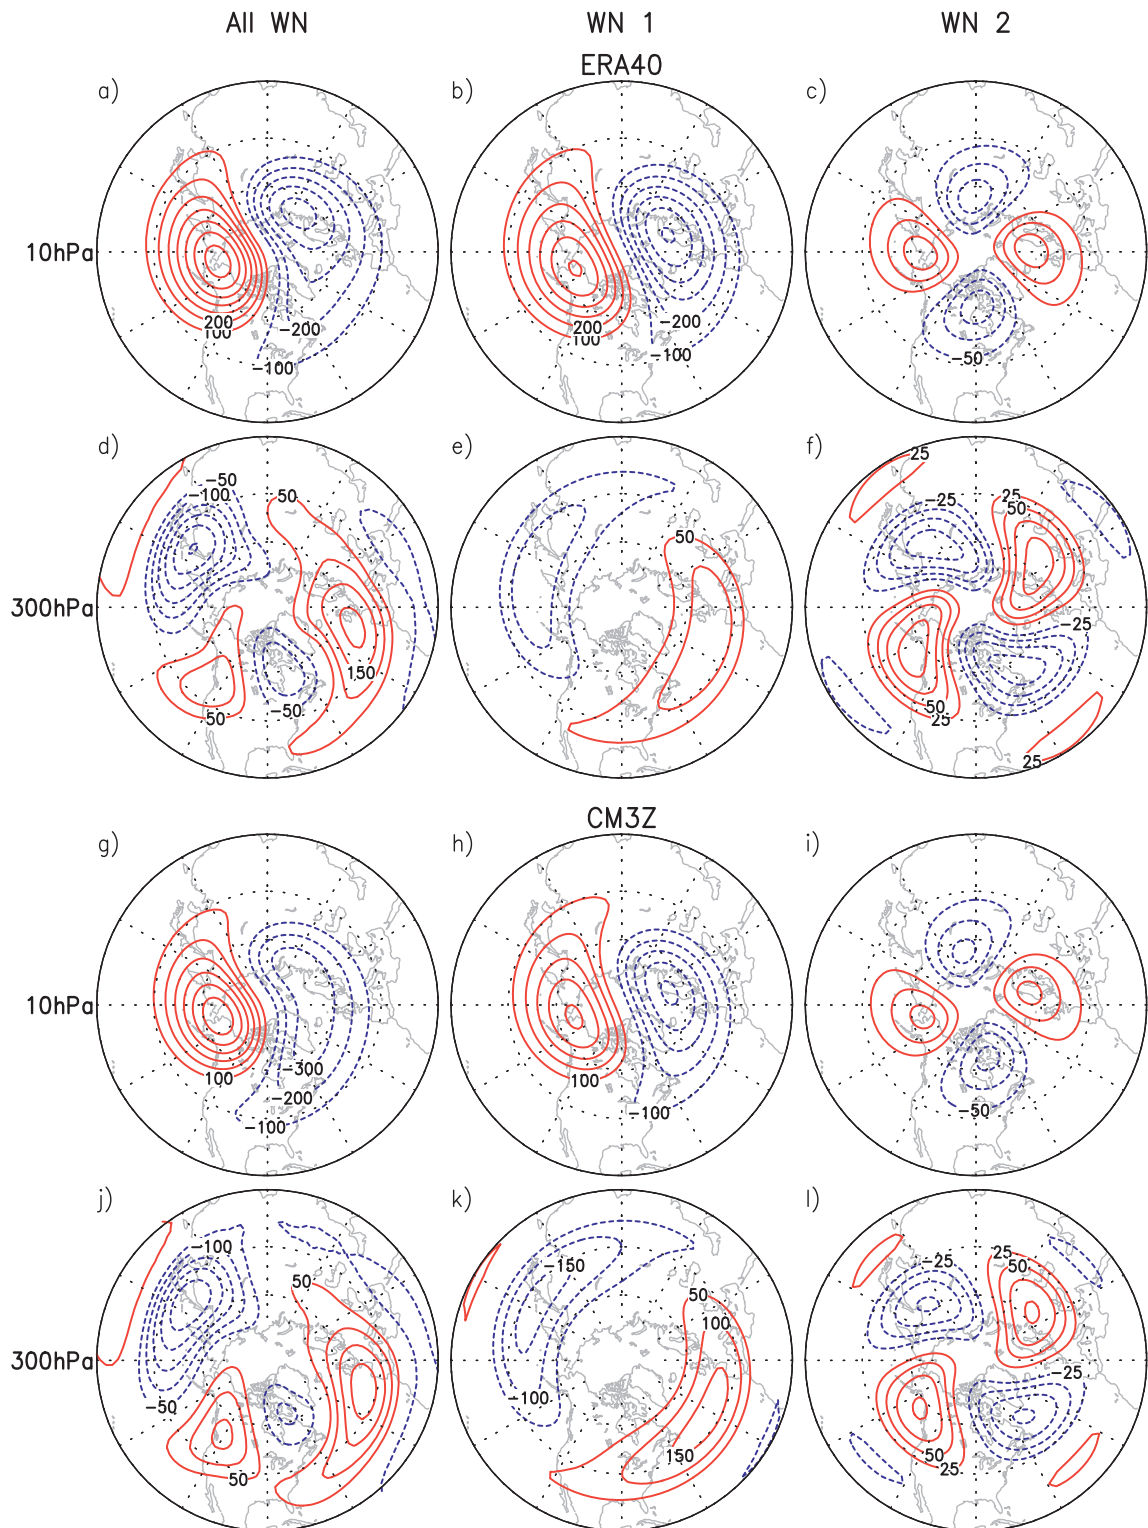 All WN WN 1 WN 2
ERA40
a) b) c)
10hPa
200 100 -200 -100
200 100 -200 -100
-50
d) e) f)
300hPa
-50 -100 50 150 50 -50
50
25 -25 25 50 -25 50 25 25
CM3Z
g) h) i)
10hPa
100 -300 -200 -100
100 -100
-50
j) k) l)
300hPa
-100 50 -50 50
-150 50 100 -100 150
-25 25 50 -25 50 25